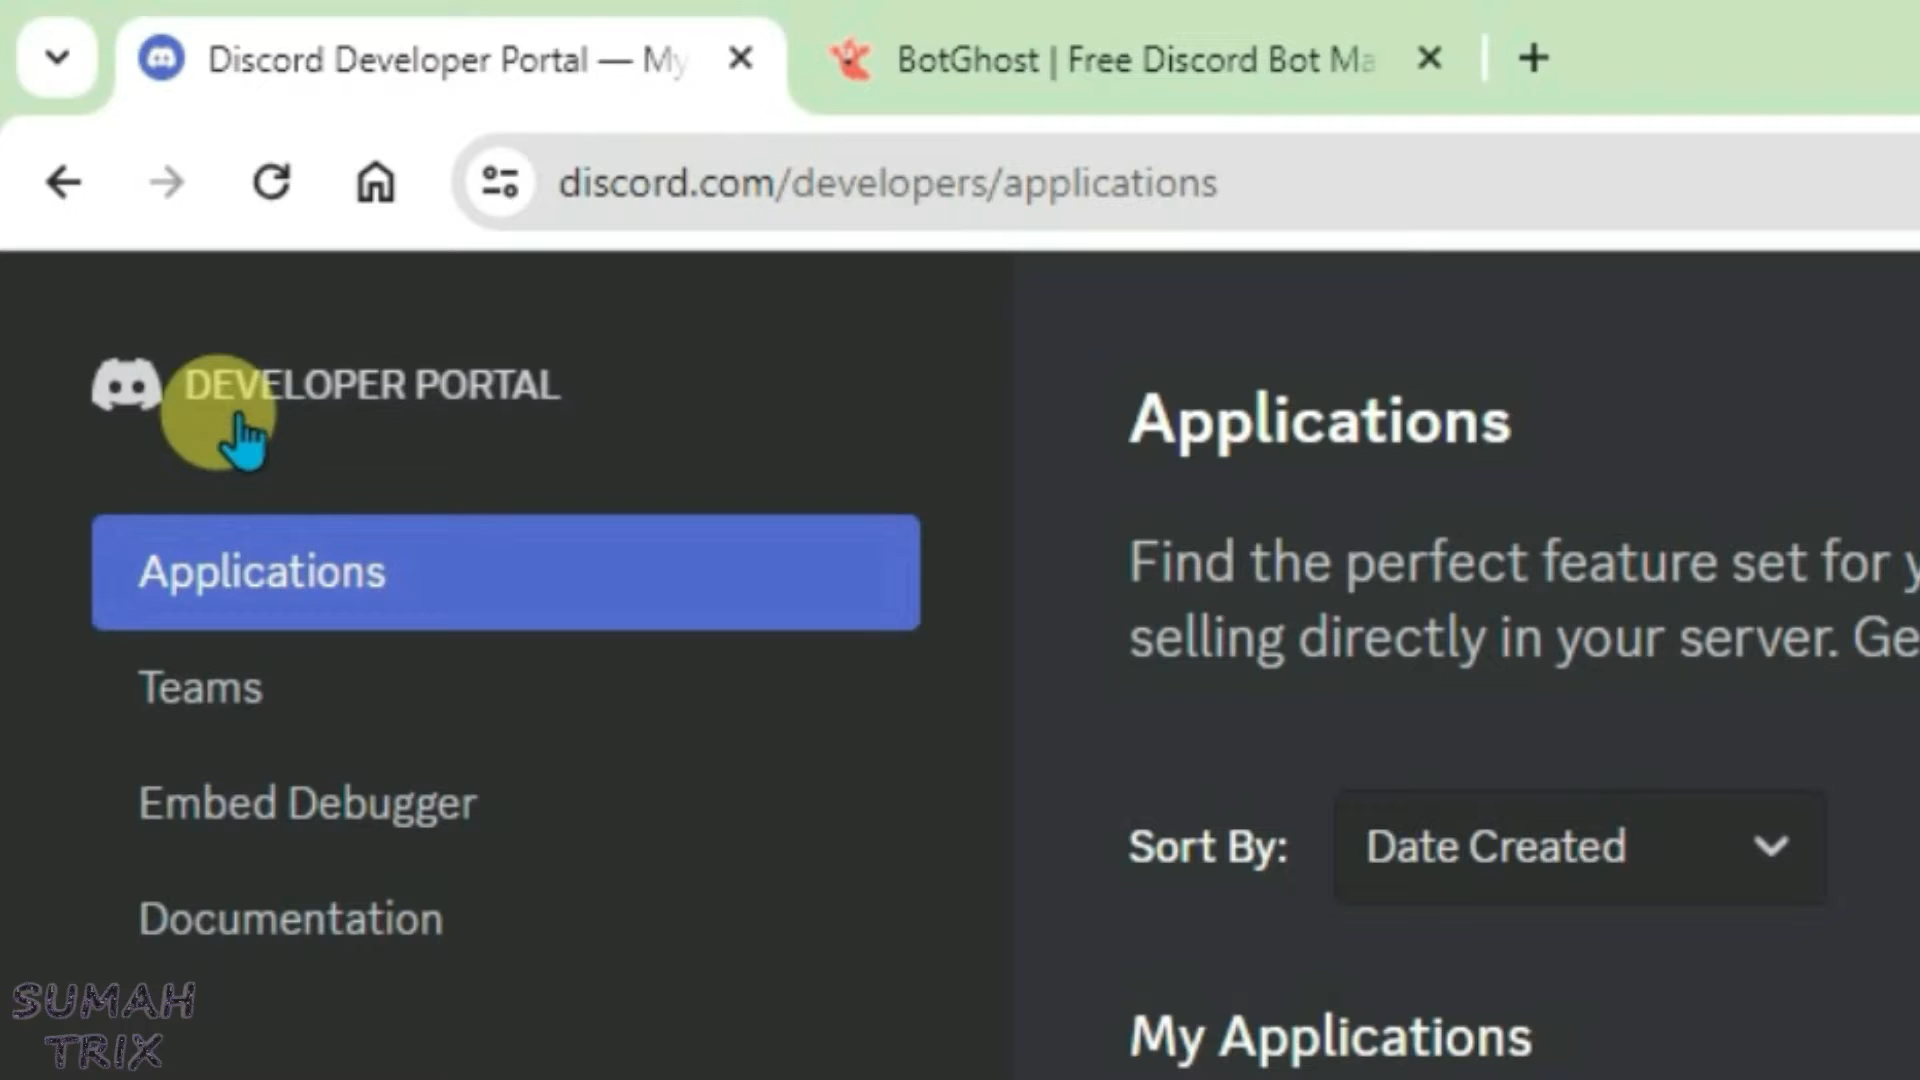 Discord Developer Portal — My
BotGhost | Free Discord Bot Ma
discord.com/developers/applications
DEVELOPER PORTAL
Applications
Teams
Embed Debugger
Documentation
Applications
Find the perfect feature set for y
selling directly in your server. Ge
Sort By: Date Created
My Applications
SUMAH
TRIX